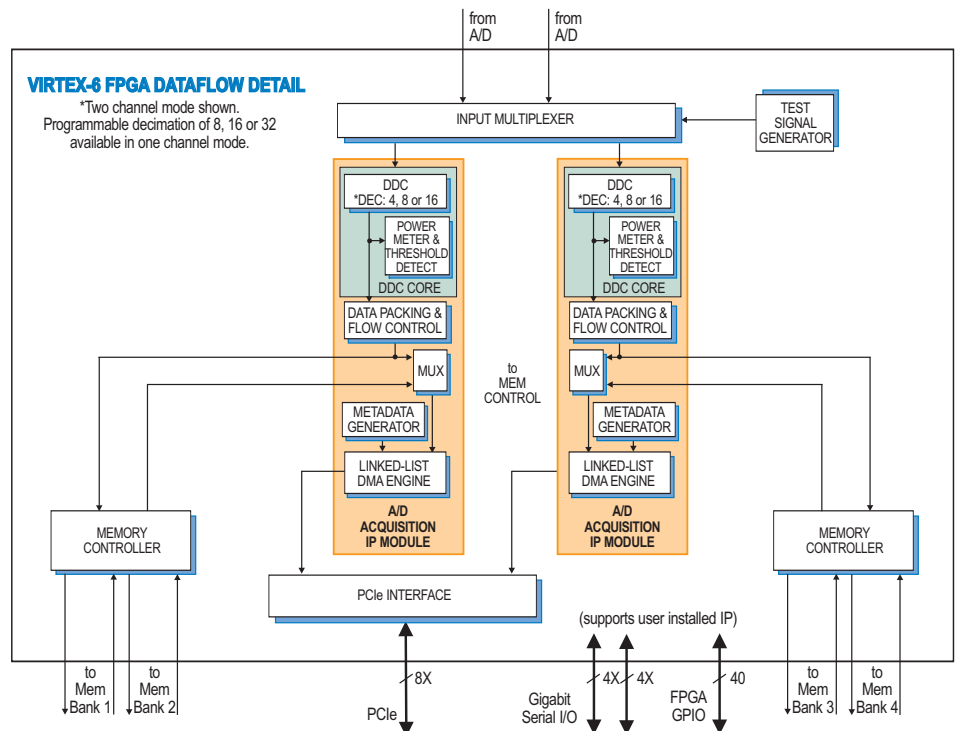 from
A/D
from
A/D
VIRTEX-6 FPGA DATAFLOW DETAIL
*Two channel mode shown.
Programmable decimation of 8, 16 or 32
available in one channel mode.
INPUT MULTIPLEXER
TEST
SIGNAL
GENERATOR
DDC
*DEC: 4, 8 or 16
POWER
METER &
THRESHOLD
DETECT
DDC CORE
DATA PACKING &
FLOW CONTROL
MUX
METADATA
GENERATOR
LINKED-LIST
DMA ENGINE
A/D
ACQUISITION
IP MODULE
to
MEM
CONTROL
DDC
*DEC: 4, 8 or 16
POWER
METER &
THRESHOLD
DETECT
DDC CORE
DATA PACKING &
FLOW CONTROL
MUX
METADATA
GENERATOR
LINKED-LIST
DMA ENGINE
A/D
ACQUISITION
IP MODULE
MEMORY
CONTROLLER
MEMORY
CONTROLLER
PCIe INTERFACE
(supports user installed IP)
to
Mem
Bank 1
to
Mem
Bank 2
8X
PCIe
4X
4X
Gigabit
Serial I/O
40
FPGA
GPIO
to
Mem
Bank 3
to
Mem
Bank 4